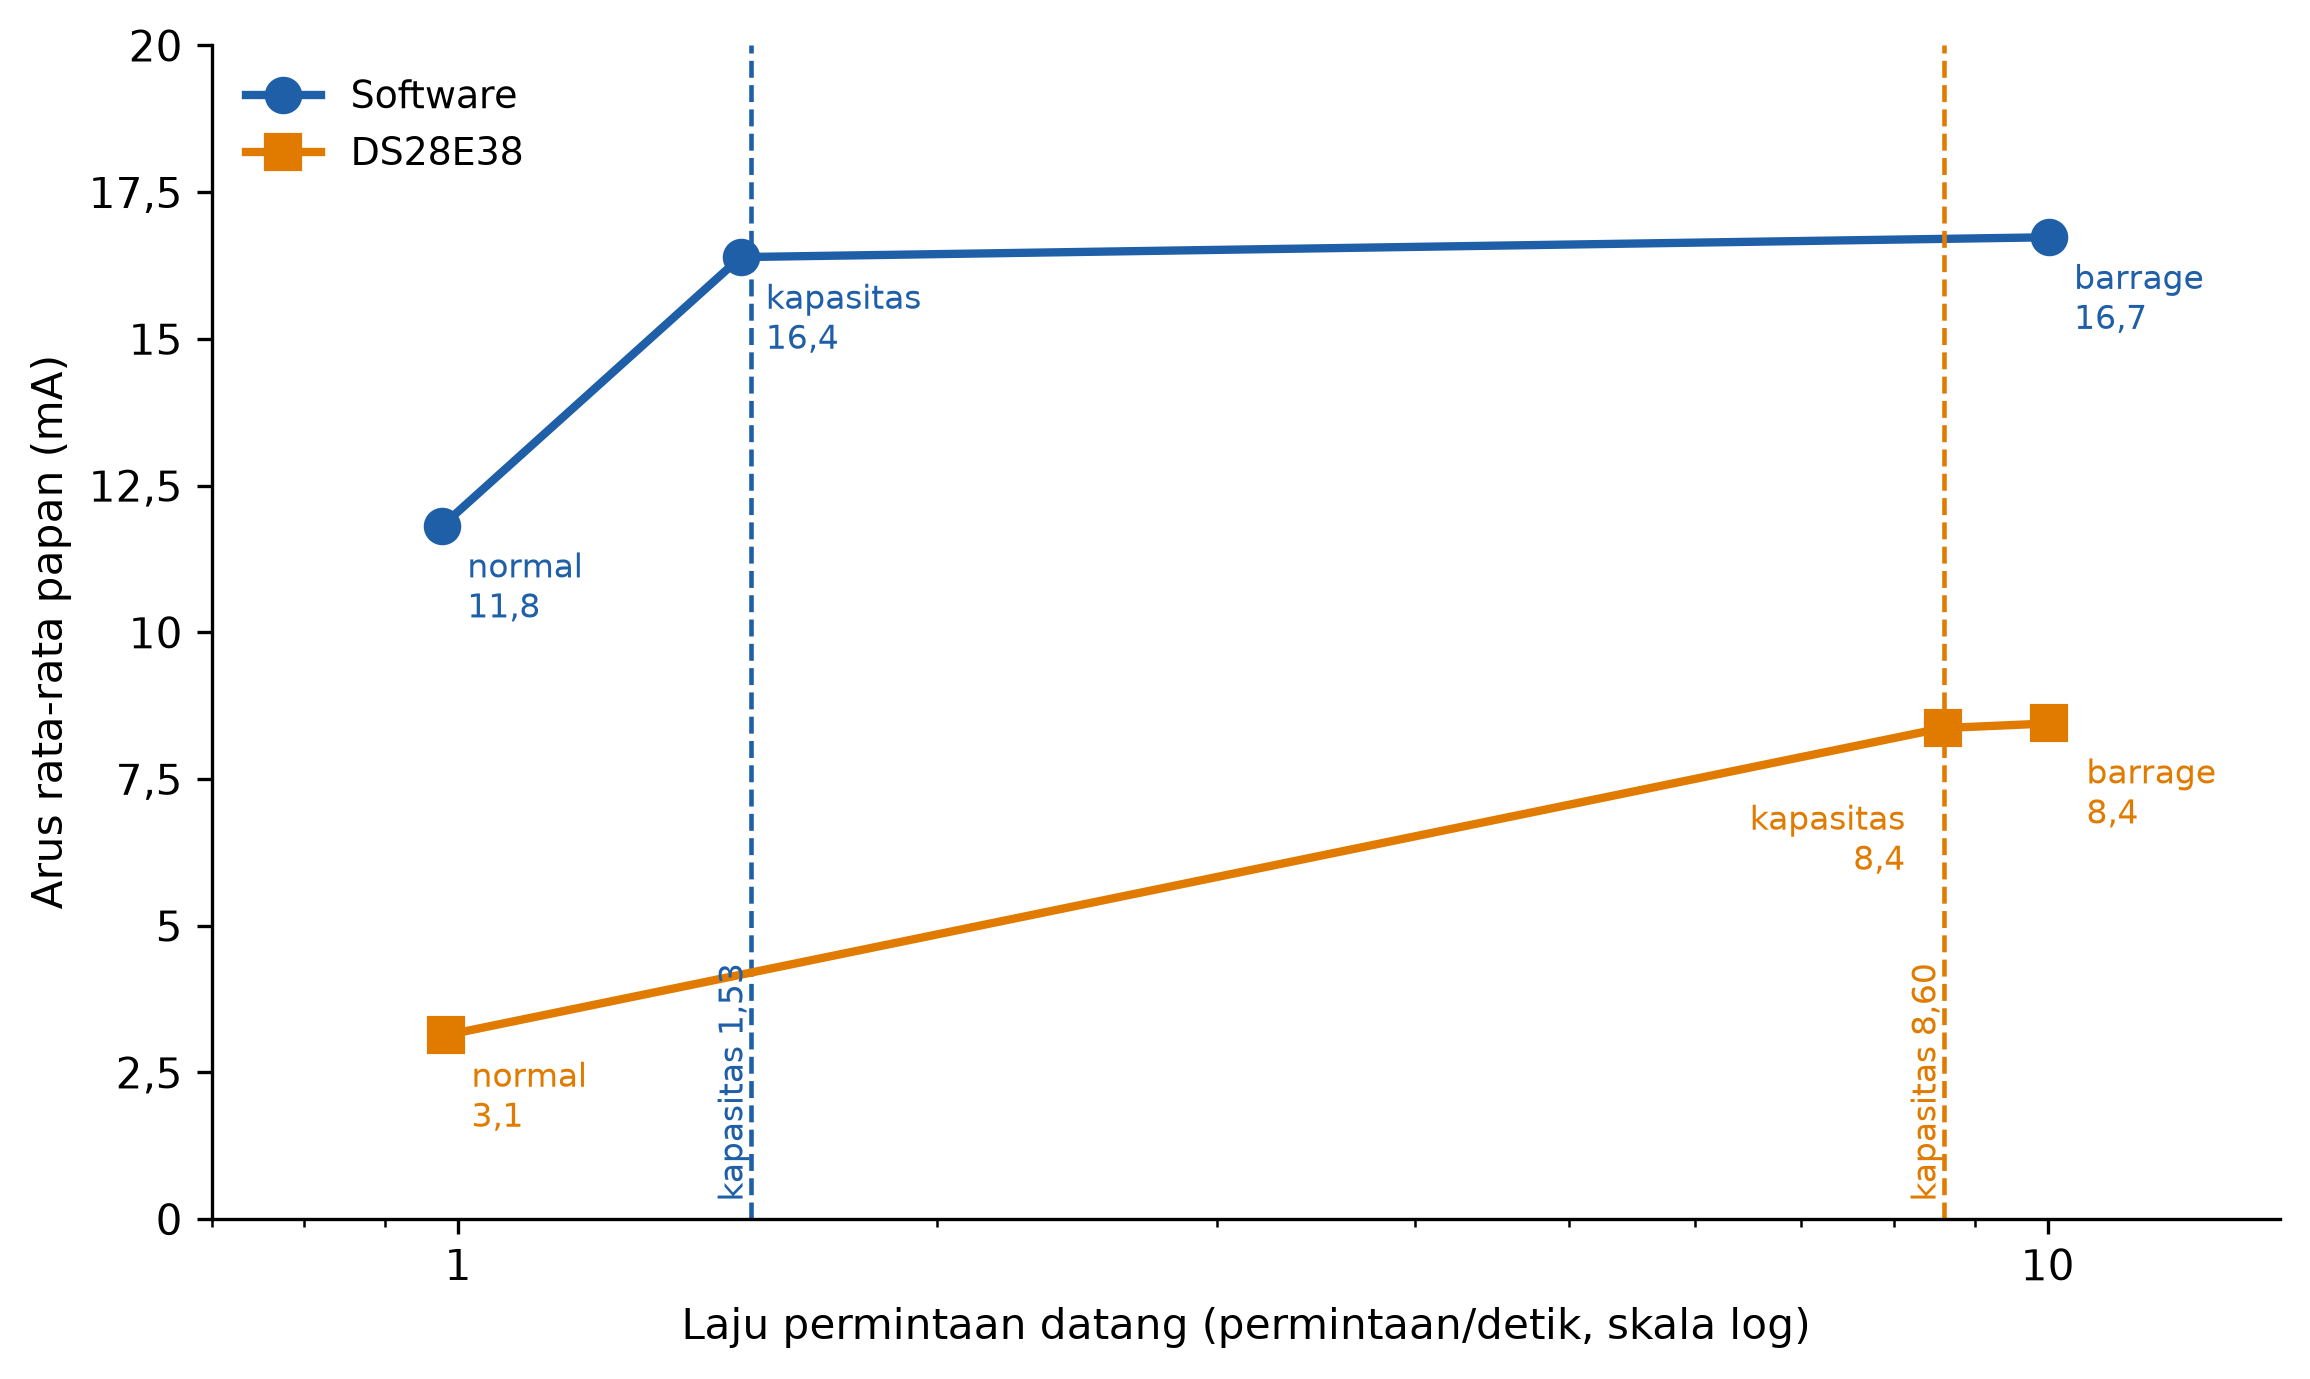 Software
DS28E38
20
17,5
15
12,5
10
7,5
5
2,5
0
Arus rata-rata papan (mA)
kapasitas
16,4
barrage
16,7
normal
11,8
barrage
8,4
kapasitas
8,4
normal
3,1
kapasitas 1,53
kapasitas 8,60
1
10
Laju permintaan datang (permintaan/detik, skala log)